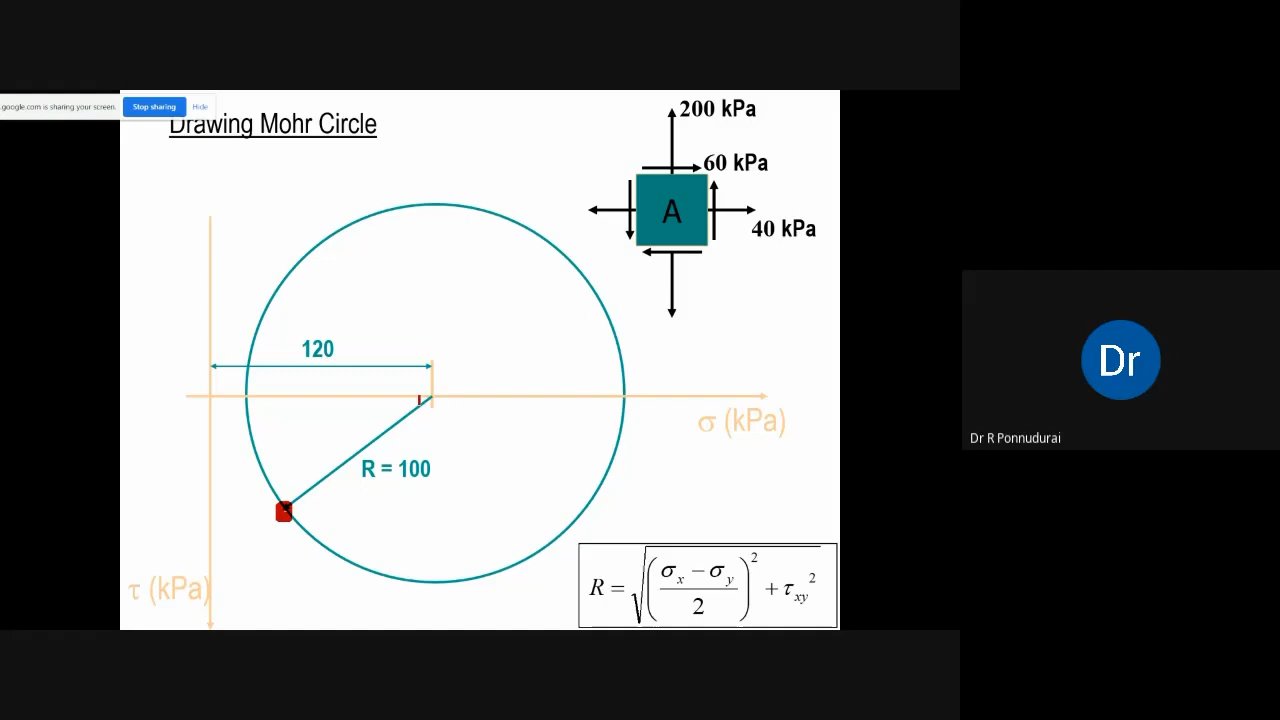 .google.com is sharing your screen.
Stop sharing
Hide
Drawing Mohr Circle
200 kPa
60 kPa
A
40 kPa
120
σ (kPa)
R = 100
τ (kPa)
R = √((σx − σy)/2)² + τxy²
Dr
Dr R Ponnudurai